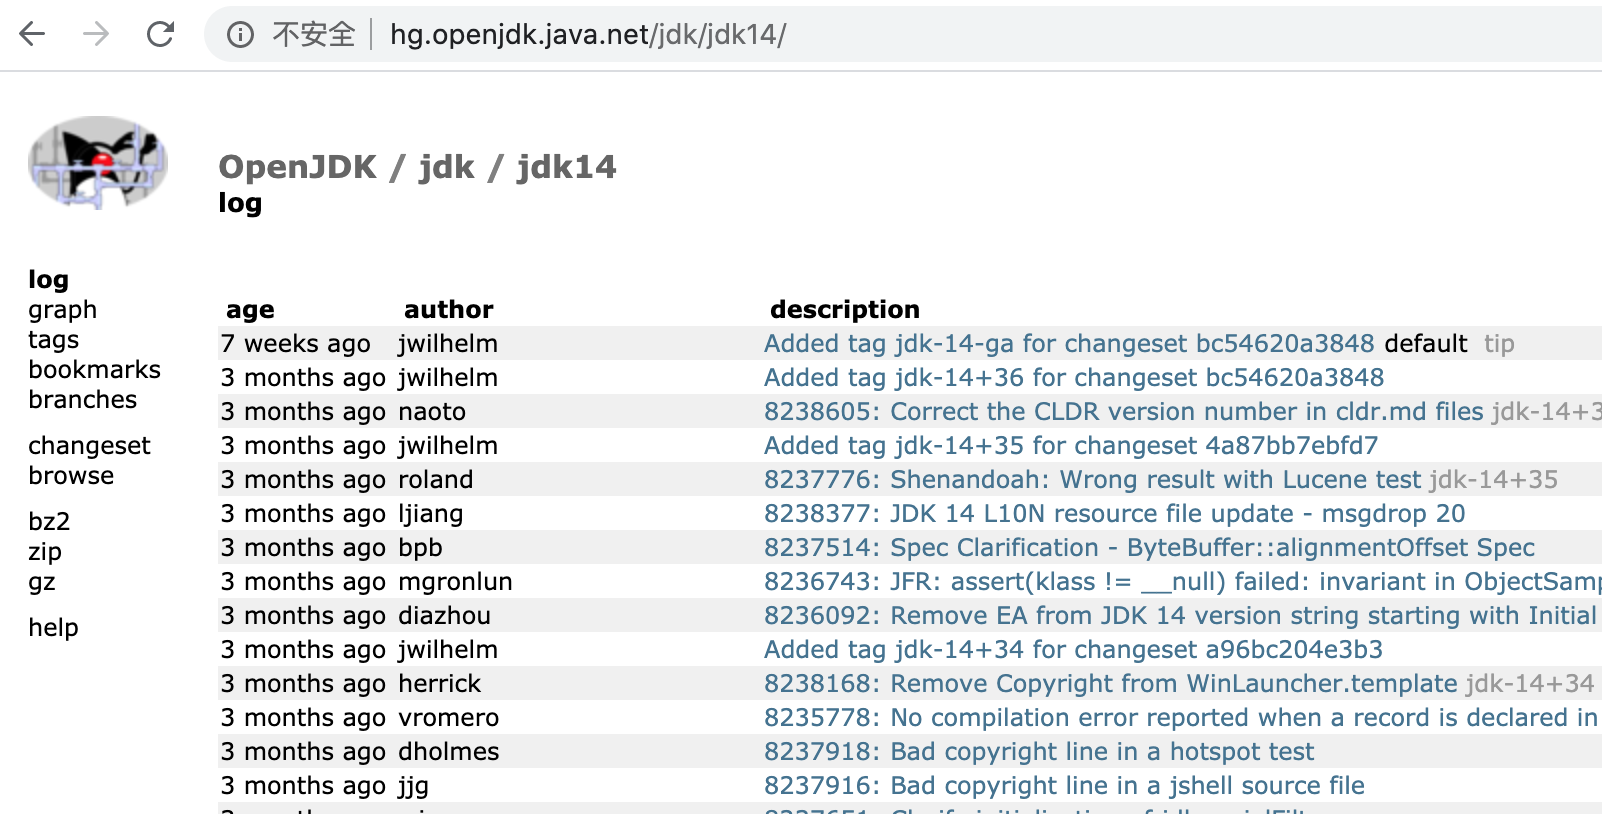 不安全 hg.openjdk.java.net/jdk/jdk14/
OpenJDK / jdk / jdk14
log
log
graph
tags
bookmarks
branches
changeset
browse
bz2
zip
gz
help
age author description
7 weeks ago jwilhelm Added tag jdk-14-ga for changeset bc54620a3848 default tip
3 months ago jwilhelm Added tag jdk-14+36 for changeset bc54620a3848
3 months ago naoto 8238605: Correct the CLDR version number in cldr.md files jdk-14+3
3 months ago jwilhelm Added tag jdk-14+35 for changeset 4a87bb7ebfd7
3 months ago roland 8237776: Shenandoah: Wrong result with Lucene test jdk-14+35
3 months ago ljiang 8238377: JDK 14 L10N resource file update - msgdrop 20
3 months ago bpb 8237514: Spec Clarification - ByteBuffer::alignmentOffset Spec
3 months ago mgronlun 8236743: JFR: assert(klass != __null) failed: invariant in ObjectSamp
3 months ago diazhou 8236092: Remove EA from JDK 14 version string starting with Initial
3 months ago jwilhelm Added tag jdk-14+34 for changeset a96bc204e3b3
3 months ago herrick 8238168: Remove Copyright from WinLauncher.template jdk-14+34
3 months ago vromero 8235778: No compilation error reported when a record is declared in
3 months ago dholmes 8237918: Bad copyright line in a hotspot test
3 months ago jjg 8237916: Bad copyright line in a jshell source file